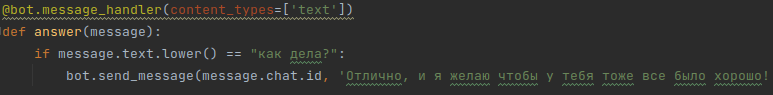 @bot.message_handler(content_types=['text'])
def answer(message):
    if message.text.lower() == "как дела?":
        bot.send_message(message.chat.id, 'Отлично, и я желаю чтобы у тебя тоже все было хорошо!